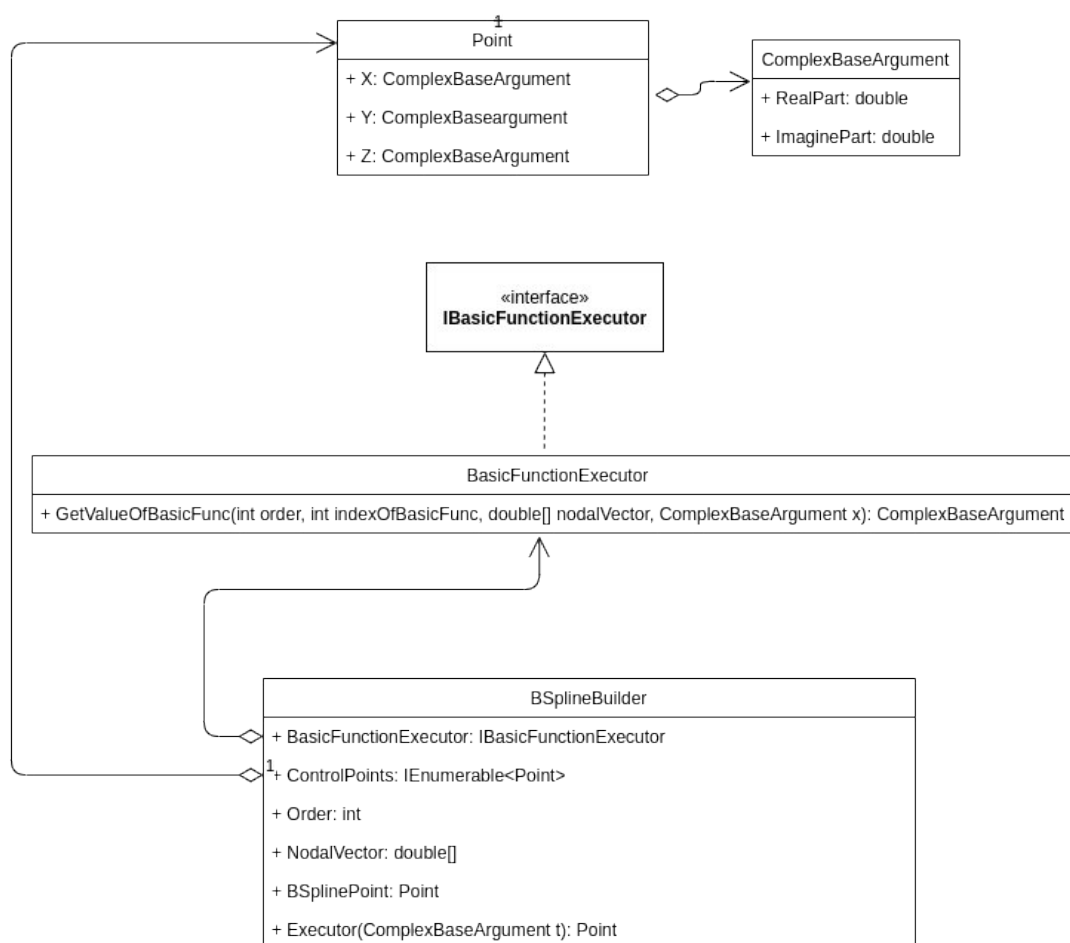 1
Point
+ X: ComplexBaseArgument
+ Y: ComplexBaseargument
+ Z: ComplexBaseArgument
ComplexBaseArgument
+ RealPart: double
+ ImaginePart: double
«interface»
IBasicFunctionExecutor
BasicFunctionExecutor
+ GetValueOfBasicFunc(int order, int indexOfBasicFunc, double[] nodalVector, ComplexBaseArgument x): ComplexBaseArgument
BSplineBuilder
+ BasicFunctionExecutor: IBasicFunctionExecutor
1
+ ControlPoints: IEnumerable<Point>
+ Order: int
+ NodalVector: double[]
+ BSplinePoint: Point
+ Executor(ComplexBaseArgument t): Point